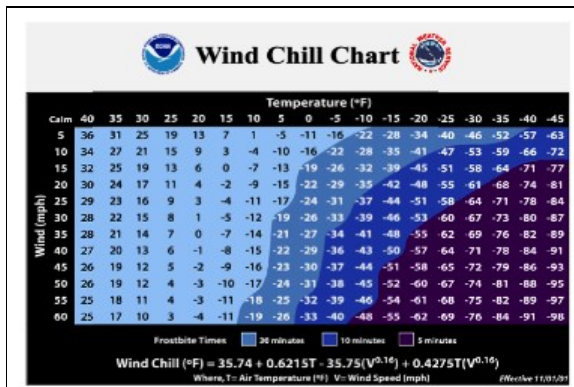 Wind Chill Chart
Temperature (°F)
Calm 40 35 30 25 20 15 10 5 0 -5 -10 -15 -20 -25 -30 -35 -40 -45
5 36 31 25 19 13 7 1 -5 -11 -16 -22 -28 -34 -40 -46 -52 -57 -63
10 34 27 21 15 9 3 -4 -10 -16 -22 -28 -35 -41 -47 -53 -59 -66 -72
15 32 25 19 13 6 0 -7 -13 -19 -26 -32 -39 -45 -51 -58 -64 -71 -77
20 30 24 17 11 4 -2 -9 -15 -22 -29 -35 -42 -48 -55 -61 -68 -74 -81
25 29 23 16 9 3 -4 -11 -17 -24 -31 -37 -44 -51 -58 -64 -71 -78 -84
30 28 22 15 8 1 -5 -12 -19 -26 -33 -39 -46 -53 -60 -67 -73 -80 -87
35 28 21 14 7 0 -7 -14 -21 -27 -34 -41 -48 -55 -62 -69 -76 -82 -89
40 27 20 13 6 -1 -8 -15 -22 -29 -36 -43 -50 -57 -64 -71 -78 -84 -91
45 26 19 12 5 -2 -9 -16 -23 -30 -37 -44 -51 -58 -65 -72 -79 -86 -93
50 26 19 12 4 -3 -10 -17 -24 -31 -38 -45 -52 -60 -67 -74 -81 -88 -95
55 25 18 11 4 -3 -11 -18 -25 -32 -39 -46 -54 -61 -68 -75 -82 -89 -97
60 25 17 10 3 -4 -11 -19 -26 -33 -40 -48 -55 -62 -69 -76 -84 -91 -98
Wind (mph)
Frostbite Times 30 minutes 10 minutes 5 minutes
Wind Chill (°F) = 35.74 + 0.6215T - 35.75(V0.16) + 0.4275T(V0.16)
Where, T= Air Temperature (°F) V= Wind Speed (mph) Effective 11/01/01